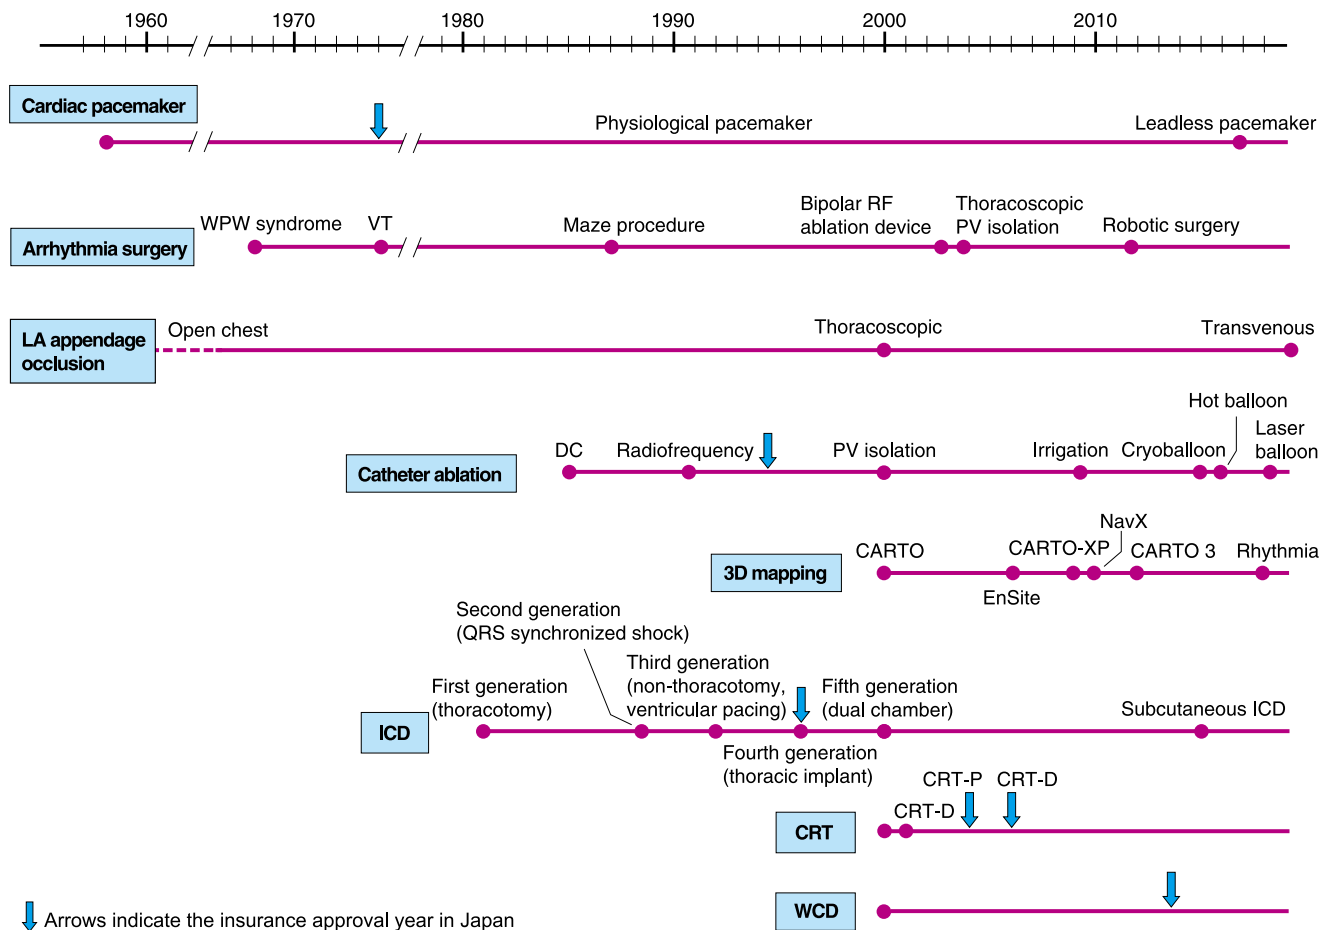 1960 1970 1980 1990 2000 2010
Cardiac pacemaker
Physiological pacemaker
Leadless pacemaker
Arrhythmia surgery
WPW syndrome
VT
Maze procedure
Bipolar RF
ablation device
Thoracoscopic
PV isolation
Robotic surgery
LA appendage
occlusion
Open chest
Thoracoscopic
Transvenous
Catheter ablation
DC
Radiofrequency
PV isolation
Irrigation
Cryoballoon
Hot balloon
Laser
balloon
3D mapping
CARTO
EnSite
CARTO-XP
NavX
CARTO 3
Rhythmia
ICD
First generation
(thoracotomy)
Second generation
(QRS synchronized shock)
Third generation
(non-thoracotomy,
ventricular pacing)
Fourth generation
(thoracic implant)
Fifth generation
(dual chamber)
Subcutaneous ICD
CRT
CRT-D
CRT-P
CRT-D
WCD
Arrows indicate the insurance approval year in Japan